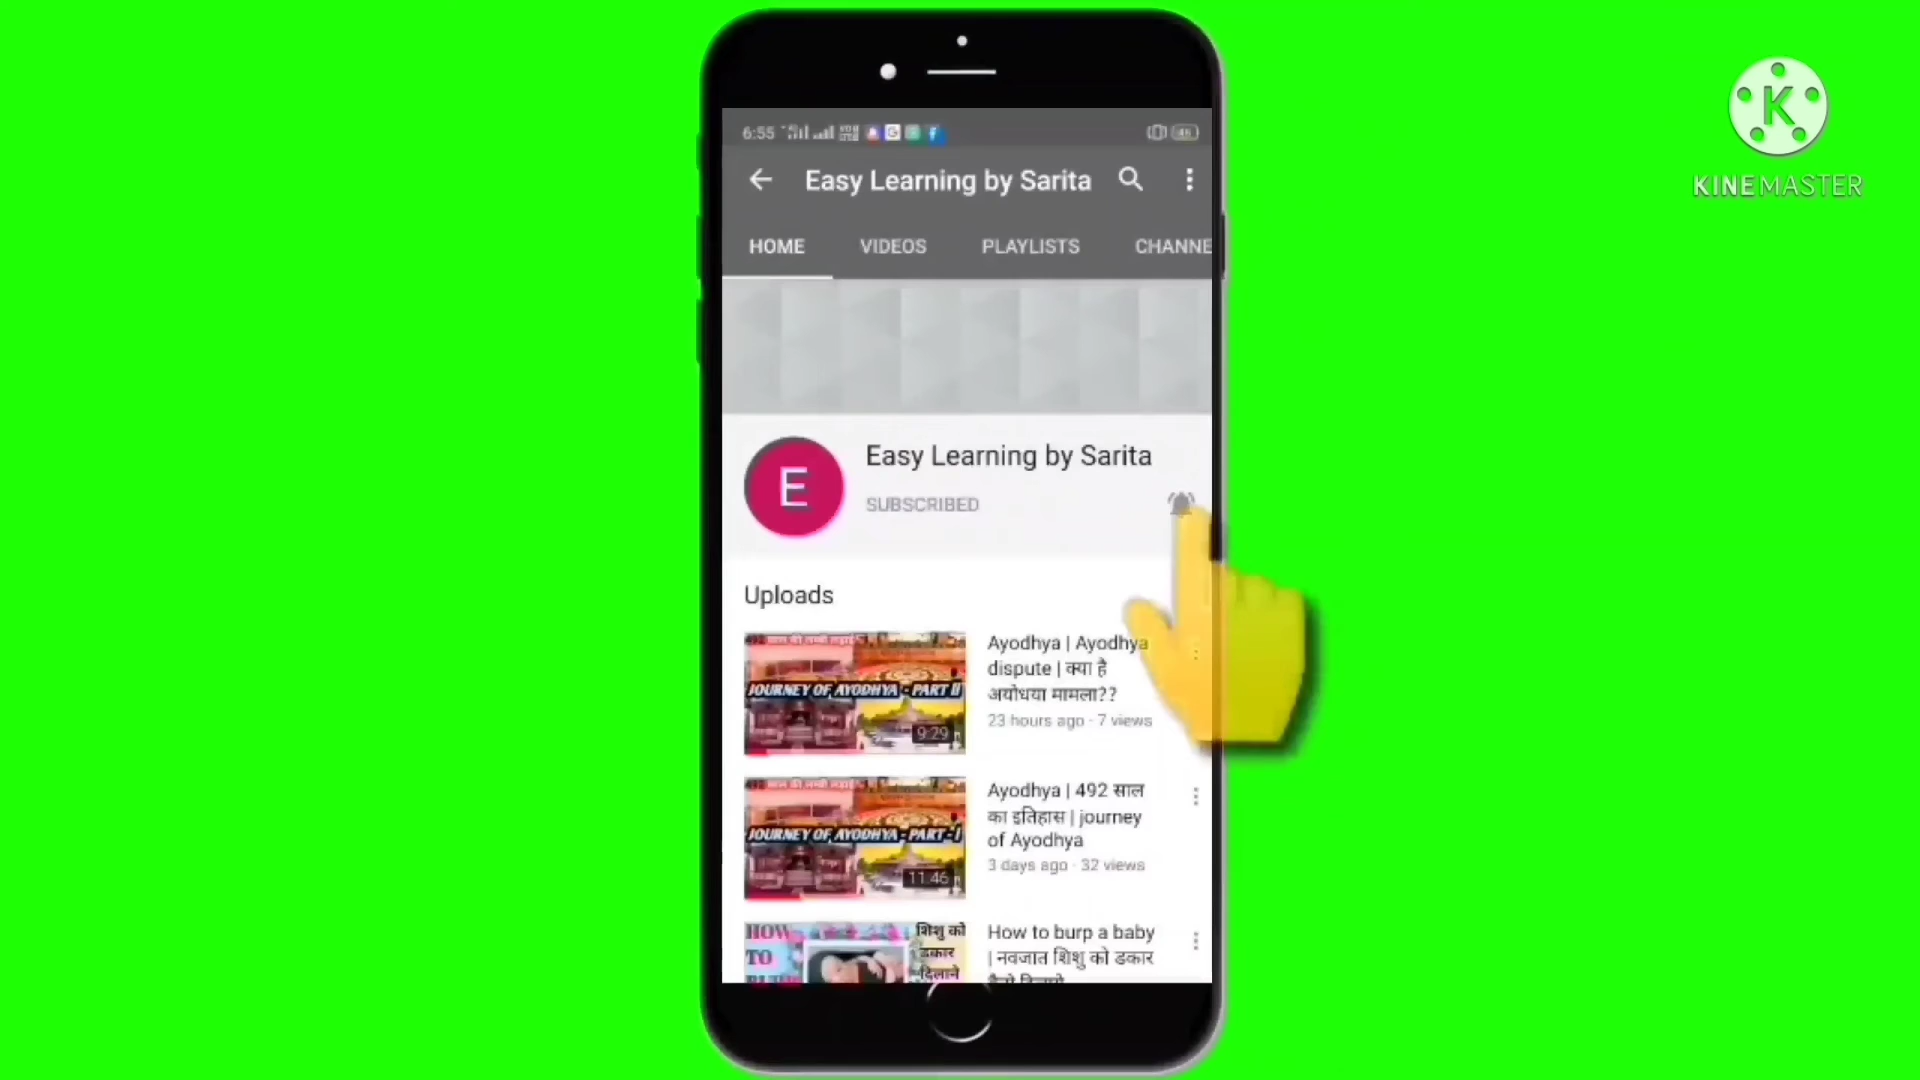 6:55
Easy Learning by Sarita
HOME VIDEOS PLAYLISTS CHANNE
E
Easy Learning by Sarita
SUBSCRIBED
Uploads
JOURNEY OF AYODHYA - PART II
9:29
Ayodhya | Ayodhya
dispute | क्या है
अयोधया मामला??
23 hours ago · 7 views
JOURNEY OF AYODHYA - PART - I
11:46
Ayodhya | 492 साल
का इतिहास | journey
of Ayodhya
3 days ago · 32 views
HOW
TO
शिशु को
डकार
दिलाने
How to burp a baby
| नवजात शिशु को डकार
K
KINEMASTER